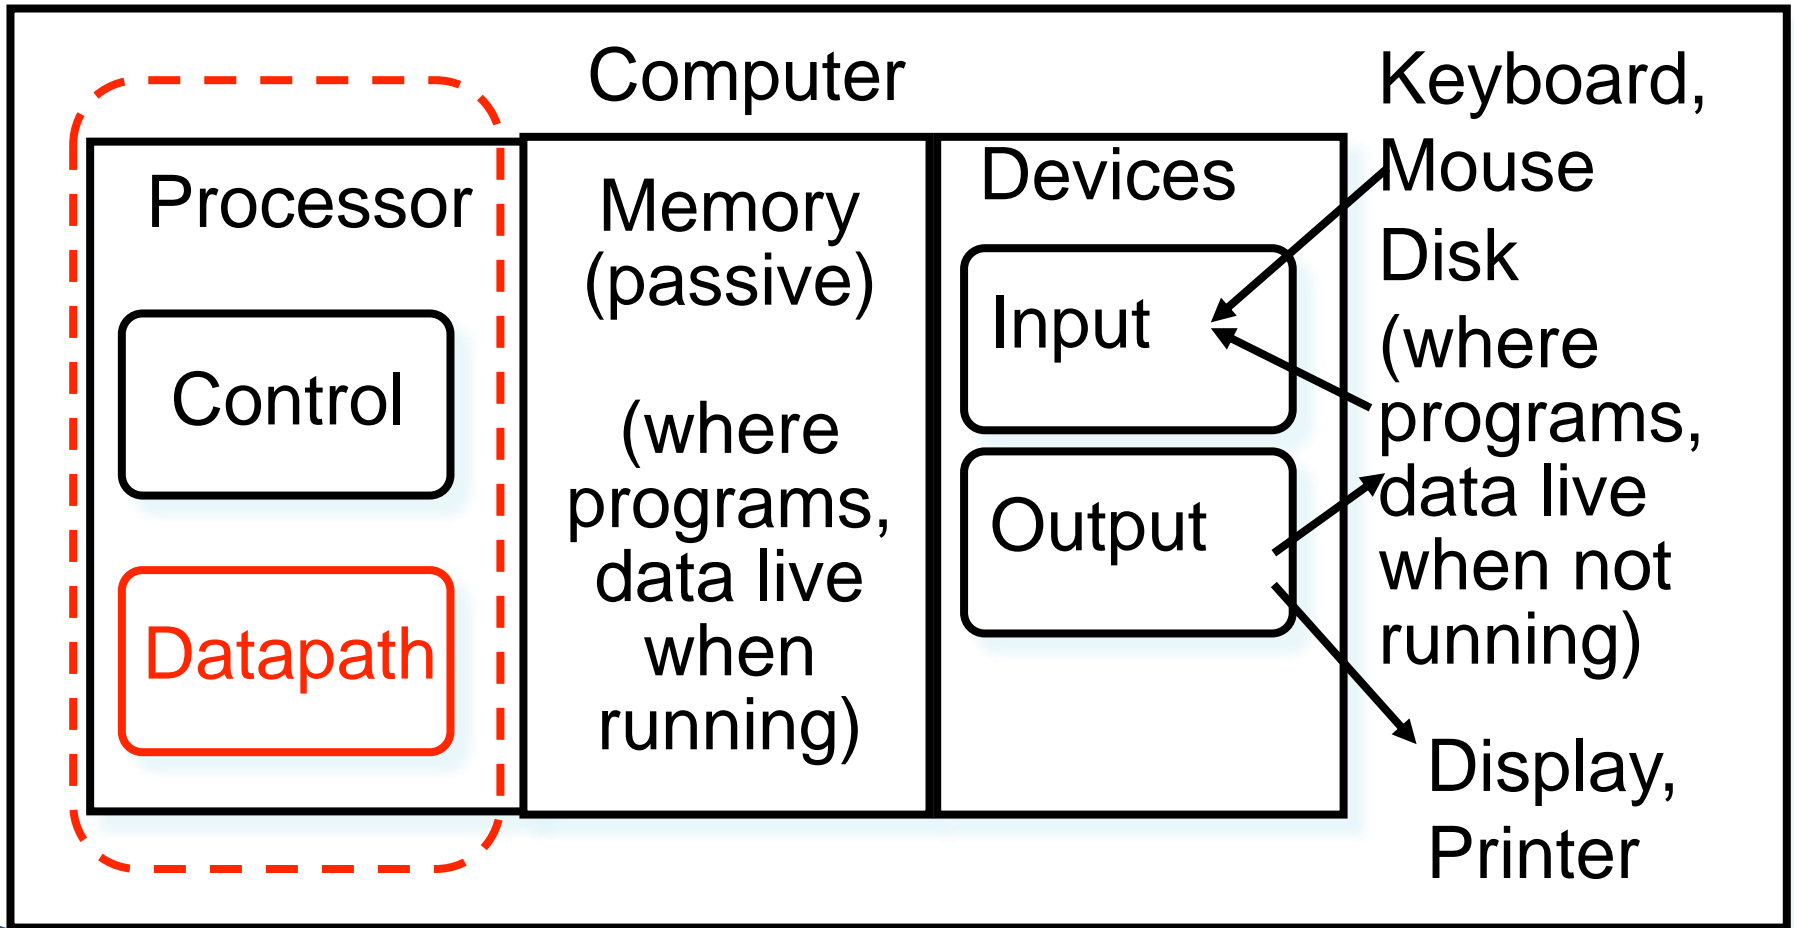 Computer
Processor
Control
Datapath
Memory
(passive)
(where
programs,
data live
when
running)
Devices
Input
Output
Keyboard,
Mouse
Disk
(where
programs,
data live
when not
running)
Display,
Printer